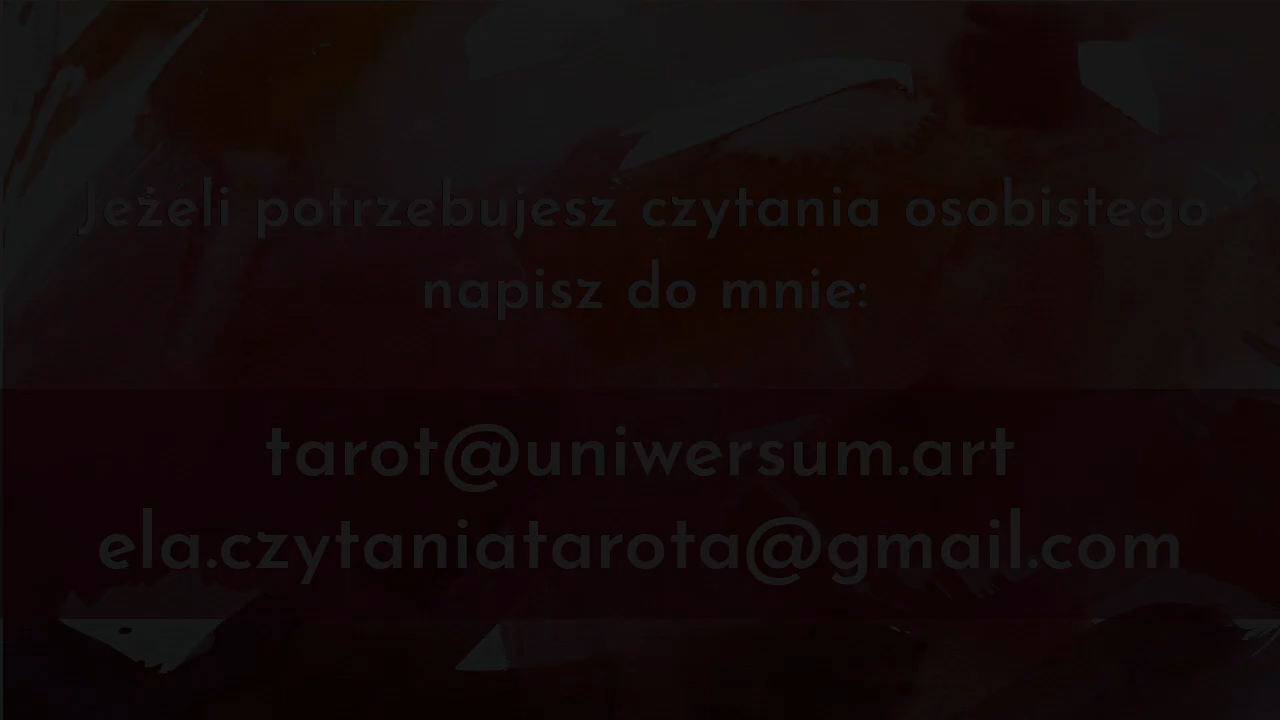 Jeżeli potrzebujesz czytania osobistego
napisz do mnie:
tarot@uniwersum.art
ela.czytaniatarota@gmail.com